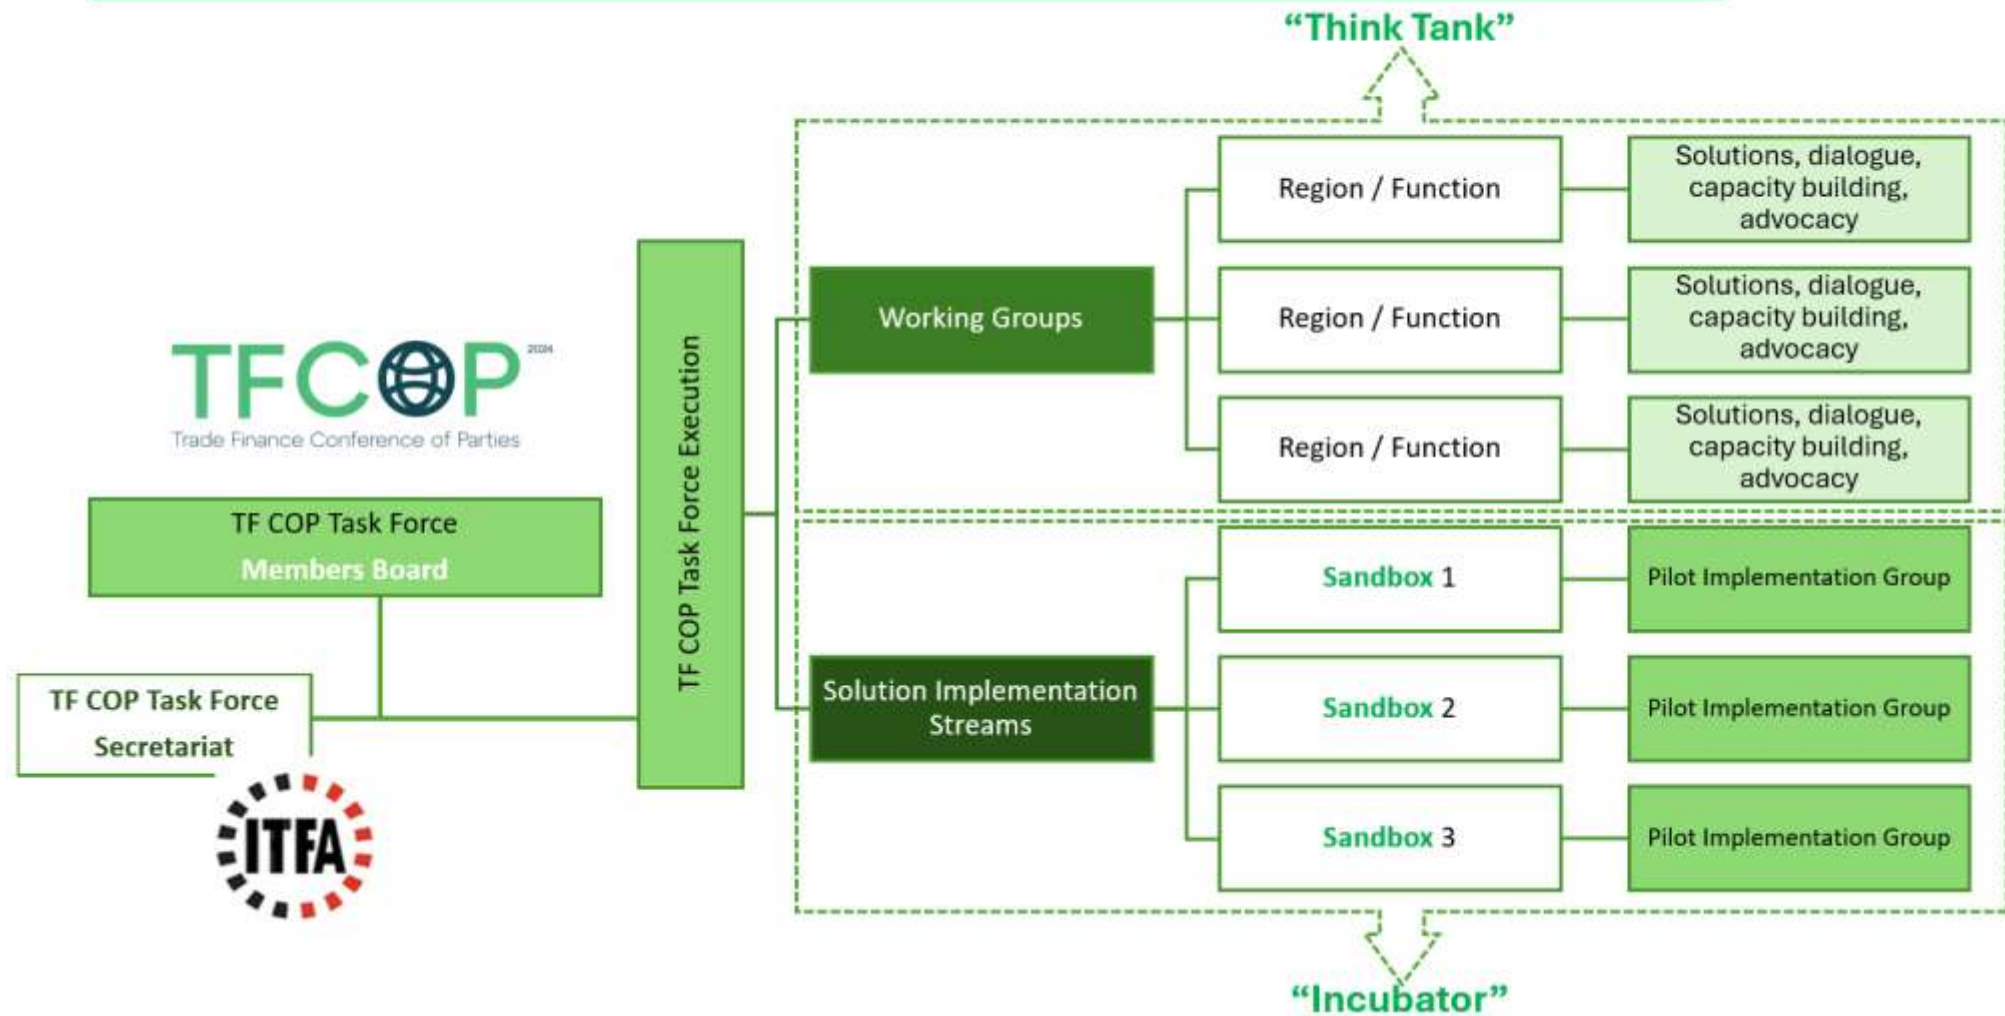 “Think Tank”
TFCOP 2024
Trade Finance Conference of Parties
TF COP Task Force
Members Board
TF COP Task Force
Secretariat
ITFA
TF COP Task Force Execution
Working Groups
Region / Function
Solutions, dialogue,
capacity building,
advocacy
Region / Function
Solutions, dialogue,
capacity building,
advocacy
Region / Function
Solutions, dialogue,
capacity building,
advocacy
Solution Implementation
Streams
Sandbox 1
Pilot Implementation Group
Sandbox 2
Pilot Implementation Group
Sandbox 3
Pilot Implementation Group
“Incubator”